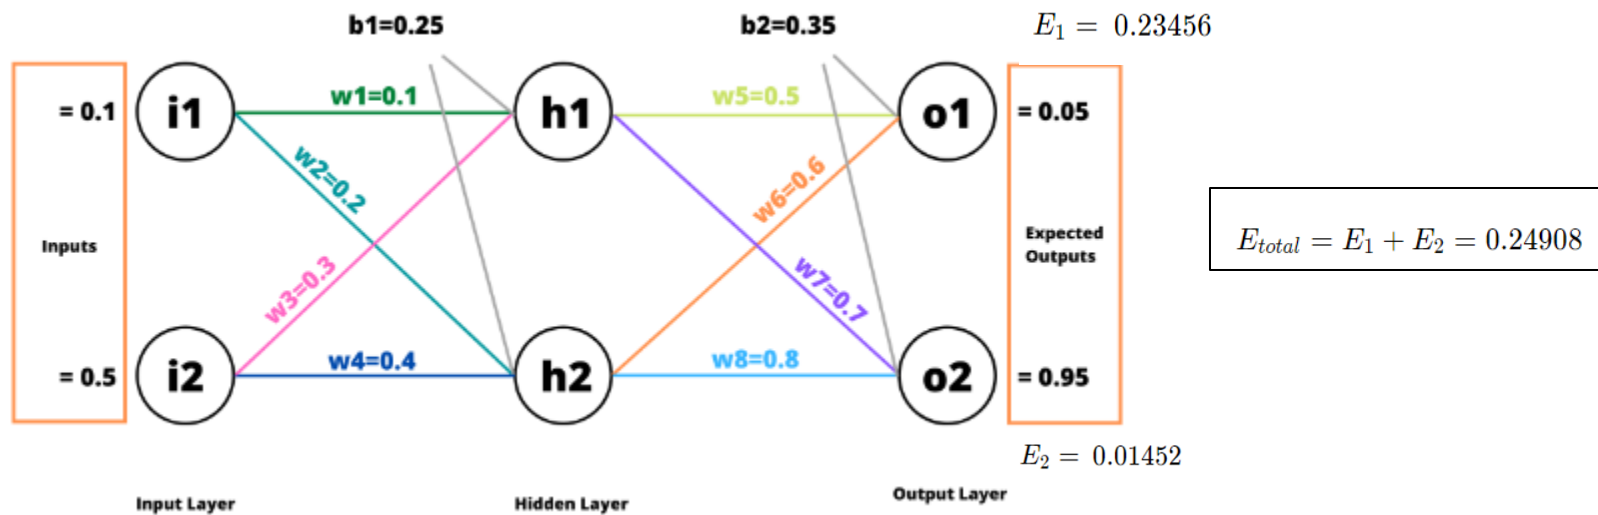 b1=0.25
b2=0.35
E₁ = 0.23456
= 0.1
i1
w1=0.1
h1
w5=0.5
o1
= 0.05
w2=0.2
w6=0.6
Inputs
Expected
Outputs
E_total = E₁ + E₂ = 0.24908
w3=0.3
w7=0.7
= 0.5
i2
w4=0.4
h2
w8=0.8
o2
= 0.95
E₂ = 0.01452
Input Layer
Hidden Layer
Output Layer